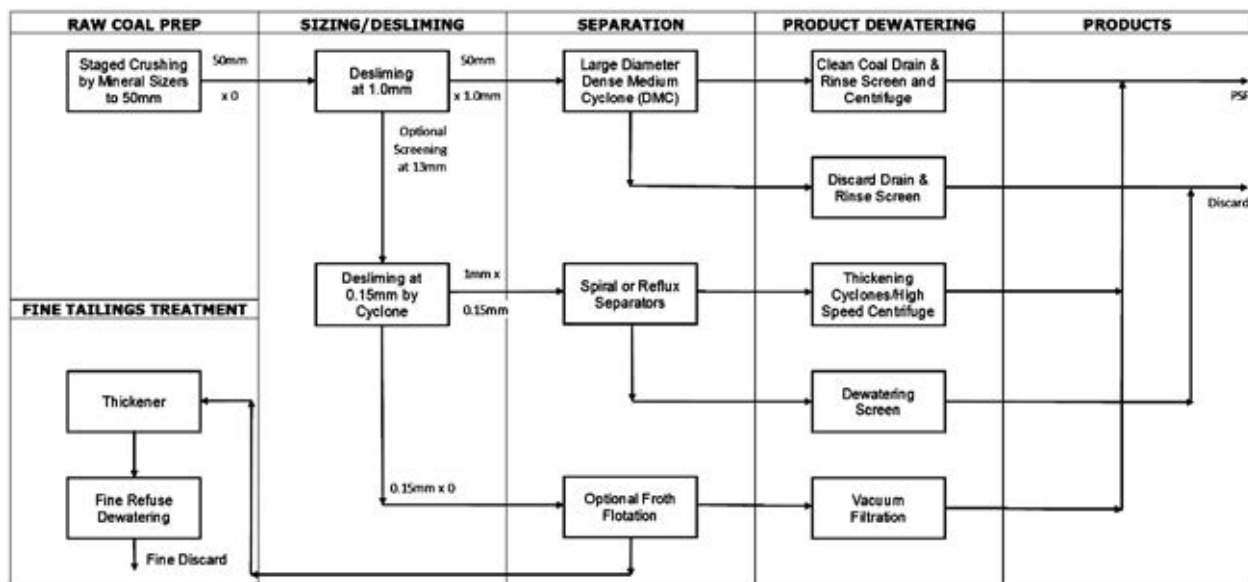 RAW COAL PREP
SIZING/DESLIMING
SEPARATION
PRODUCT DEWATERING
PRODUCTS
Staged Crushing
by Mineral Sizers
to 50mm
50mm
x 0
Desliming
at 1.0mm
50mm
x 1.0mm
Large Diameter
Dense Medium
Cyclone (DMC)
Clean Coal Drain &
Rinse Screen and
Centrifuge
PSF
Optional
Screening
at 13mm
Discard Drain &
Rinse Screen
Discard
Desliming at
0.15mm by
Cyclone
1mm x
0.15mm
Spiral or Reflux
Separators
Thickening
Cyclones/High
Speed Centrifuge
FINE TAILINGS TREATMENT
Thickener
Dewatering
Screen
Fine Refuse
Dewatering
0.15mm x 0
Optional Froth
Flotation
Vacuum
Filtration
Fine Discard